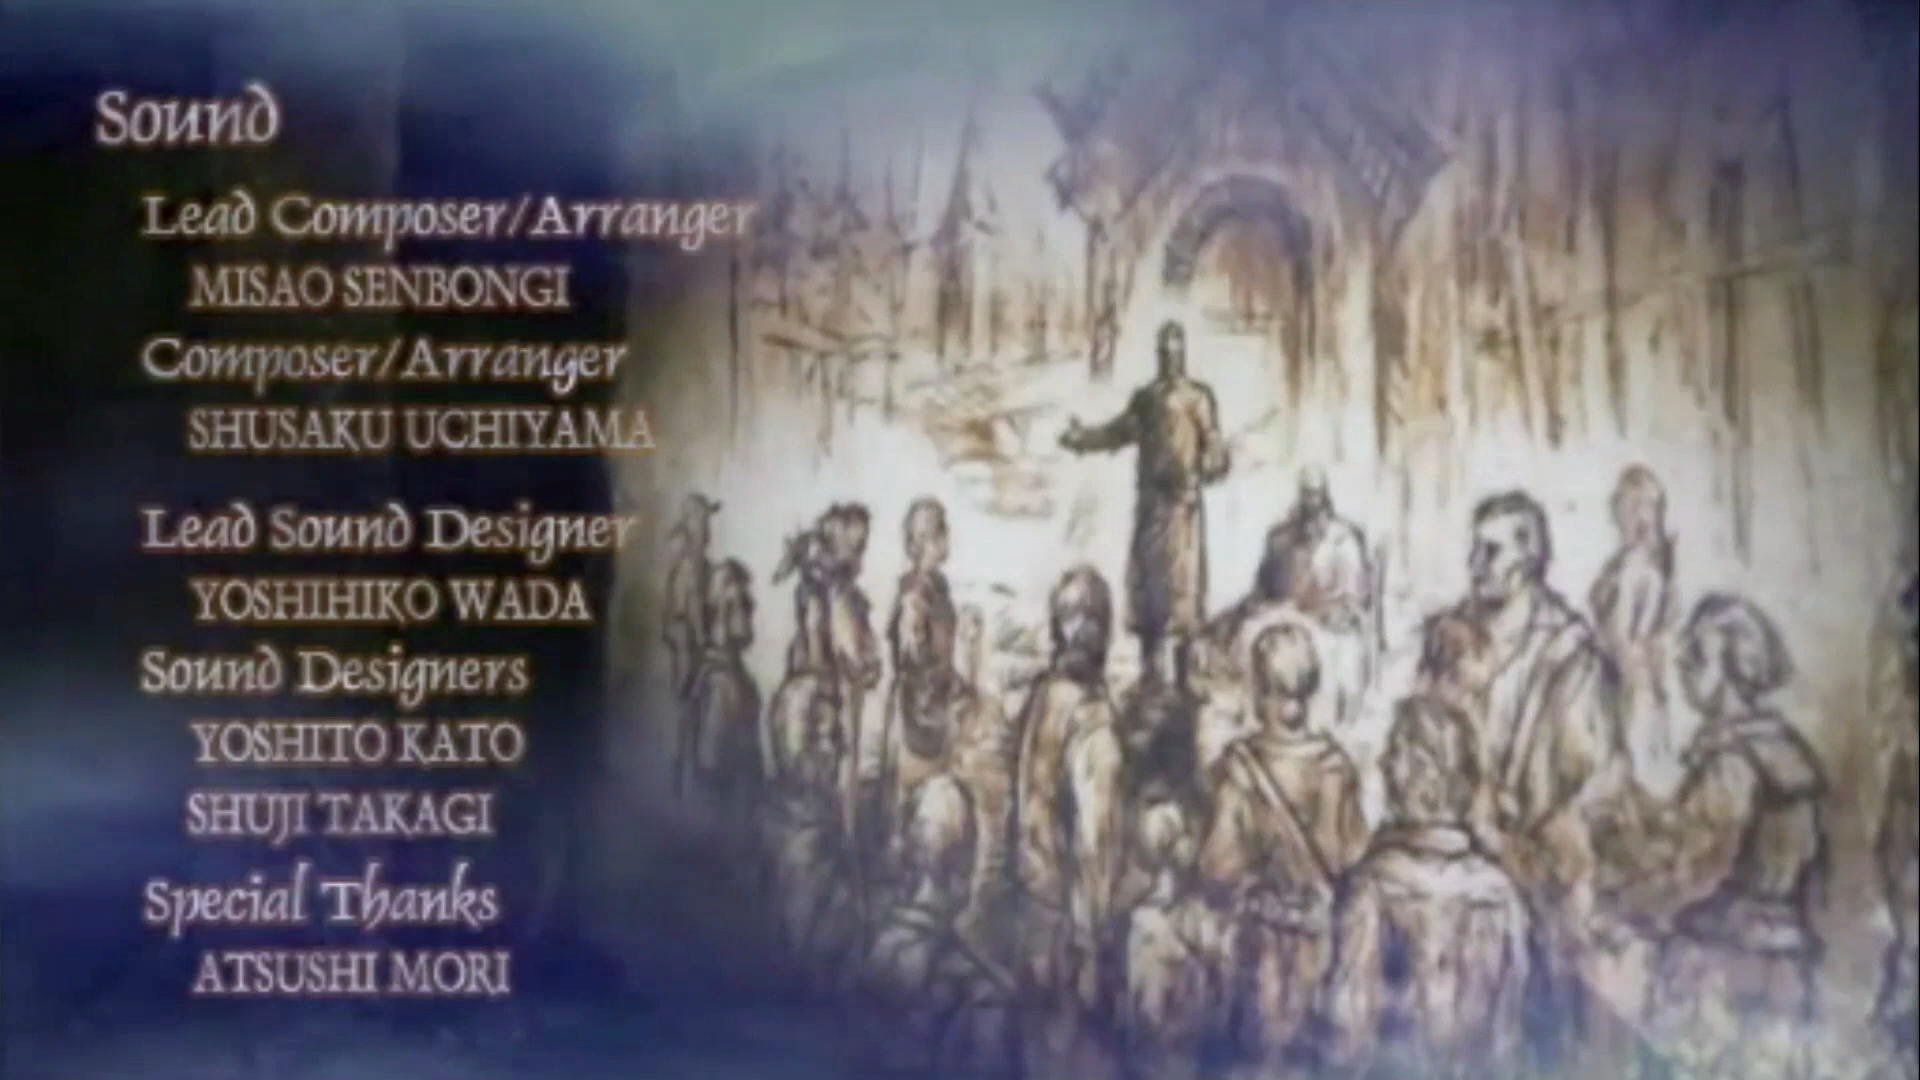 Sound
Lead Composer/Arranger
MISAO SENBONGI
Composer/Arranger
SHUSAKU UCHIYAMA
Lead Sound Designer
YOSHIHIKO WADA
Sound Designers
YOSHITO KATO
SHUJI TAKAGI
Special Thanks
ATSUSHI MORI